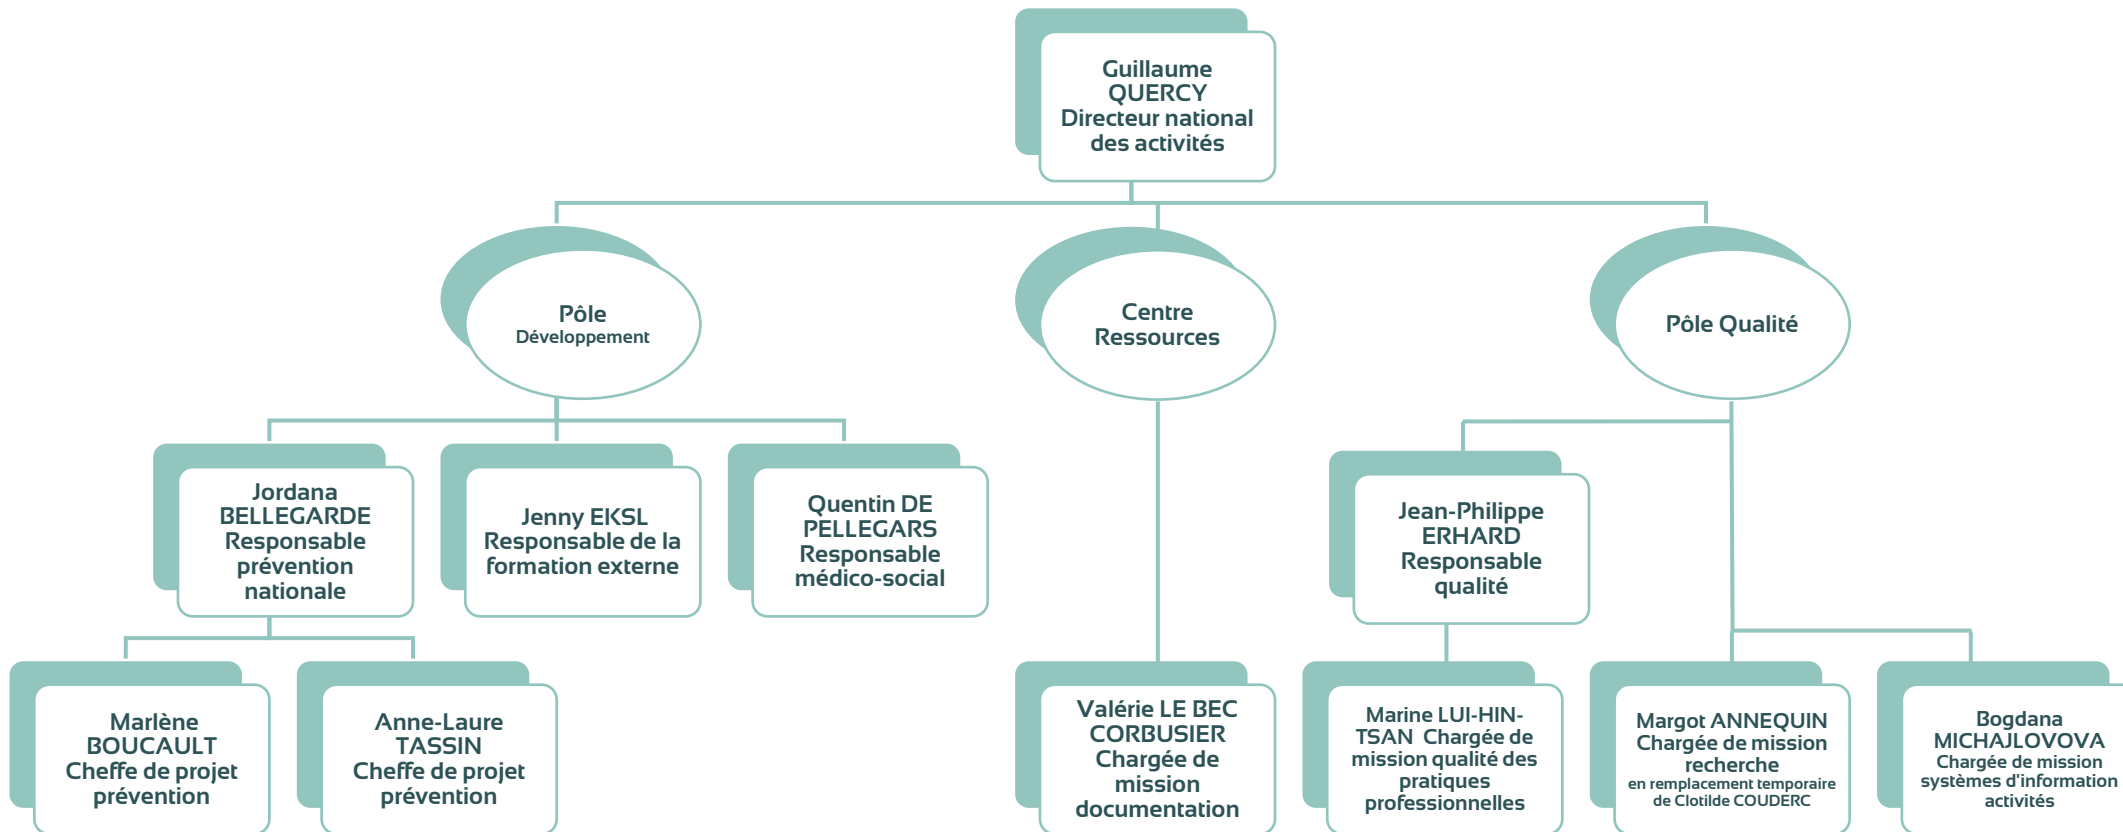 Guillaume
QUERCY
Directeur national
des activités
Pôle
Développement
Centre
Ressources
Pôle Qualité
Jordana
BELLEGARDE
Responsable
prévention
nationale
Jenny EKSL
Responsable de la
formation externe
Quentin DE
PELLEGARS
Responsable
médico-social
Jean-Philippe
ERHARD
Responsable
qualité
Marlène
BOUCAULT
Cheffe de projet
prévention
Anne-Laure
TASSIN
Cheffe de projet
prévention
Valérie LE BEC
CORBUSIER
Chargée de
mission
documentation
Marine LUI-HIN-
TSAN Chargée de
mission qualité des
pratiques
professionnelles
Margot ANNEQUIN
Chargée de mission
recherche
en remplacement temporaire
de Clotilde COUDERC
Bogdana
MICHAJLOVOVA
Chargée de mission
systèmes d'information
activités